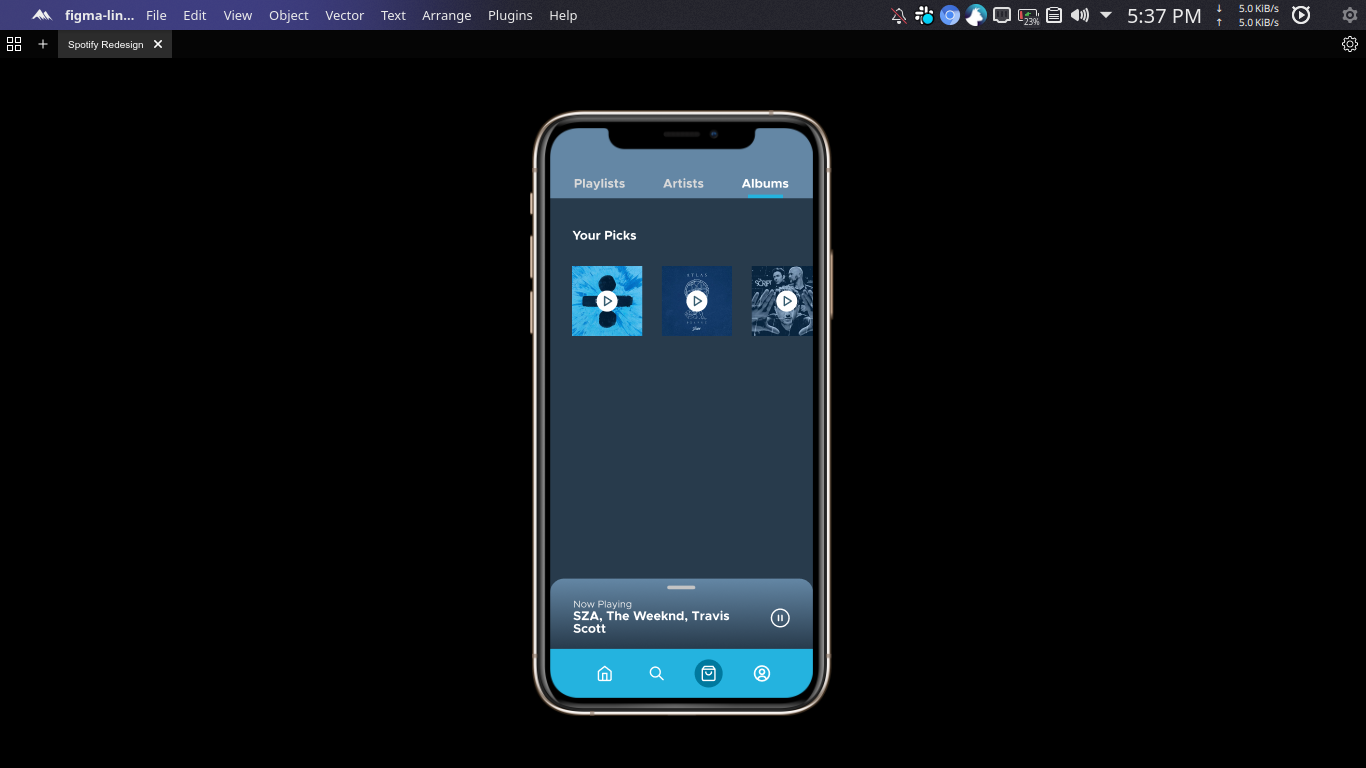 figma-lin... File Edit View Object Vector Text Arrange Plugins Help 23% 5:37 PM ↓ 5.0 KiB/s
↑ 5.0 KiB/s
Spotify Redesign
Playlists Artists Albums
Your Picks
ATLAS
SCRIPT
Now Playing
SZA, The Weeknd, Travis
Scott